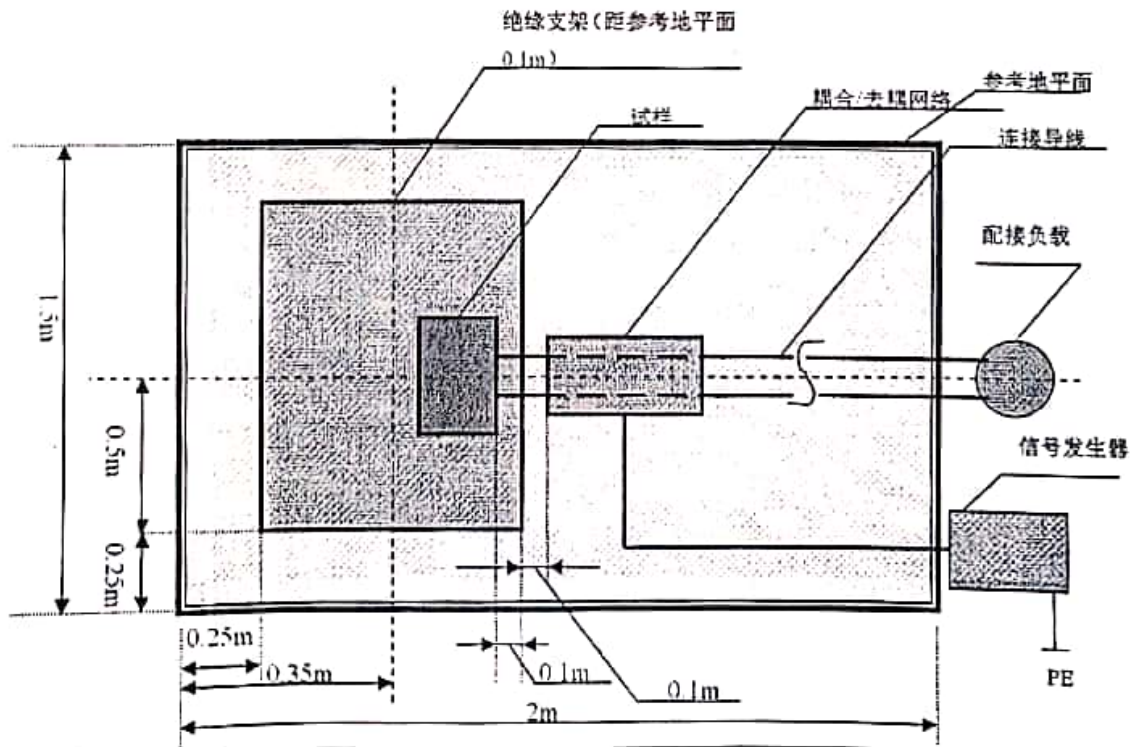 绝缘支架(距参考地平面
0.1m)
参考地平面
耦合/去耦网络
试样
连接导线
配接负载
1.5m
0.5m
信号发生器
0.25m
0.25m
0.35m
0.1m
0.1m
PE
2m